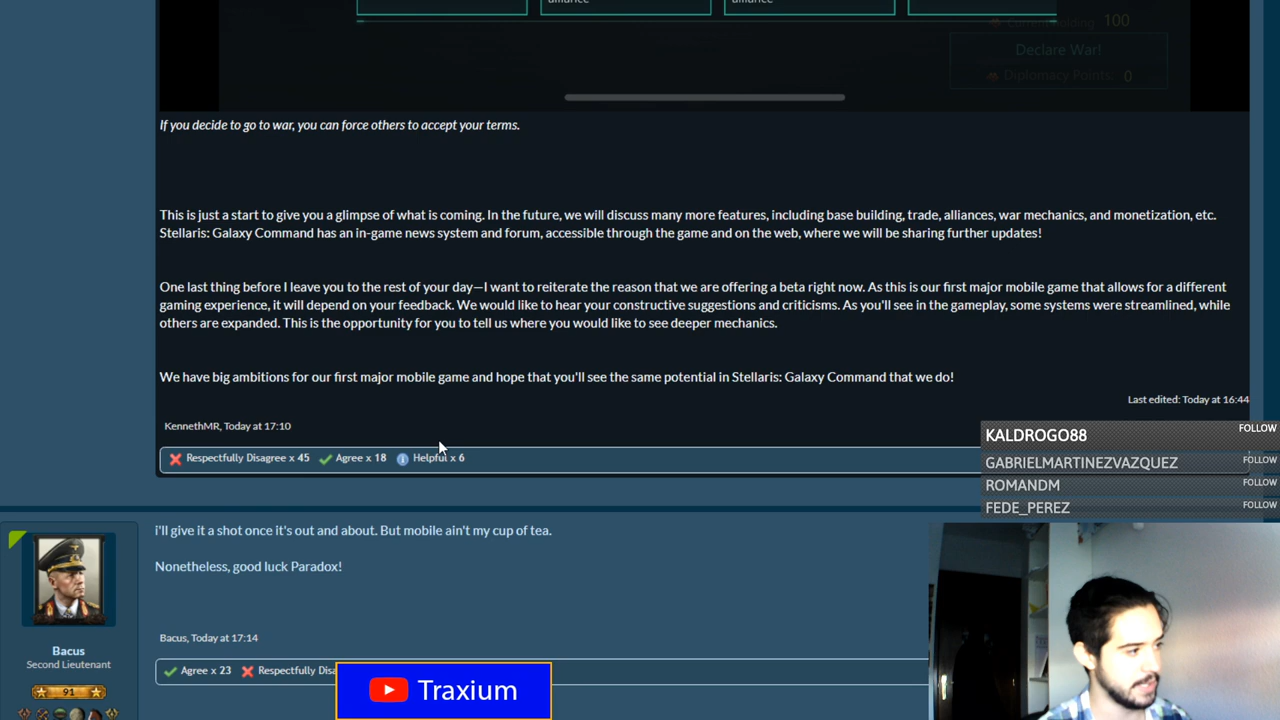 Current Holding 100
Declare War!
Diplomacy Points: 0
If you decide to go to war, you can force others to accept your terms.
This is just a start to give you a glimpse of what is coming. In the future, we will discuss many more features, including base building, trade, alliances, war mechanics, and monetization, etc.
Stellaris: Galaxy Command has an in-game news system and forum, accessible through the game and on the web, where we will be sharing further updates!
One last thing before I leave you to the rest of your day—I want to reiterate the reason that we are offering a beta right now. As this is our first major mobile game that allows for a different
gaming experience, it will depend on your feedback. We would like to hear your constructive suggestions and criticisms. As you'll see in the gameplay, some systems were streamlined, while
others are expanded. This is the opportunity for you to tell us where you would like to see deeper mechanics.
We have big ambitions for our first major mobile game and hope that you'll see the same potential in Stellaris: Galaxy Command that we do!
Last edited: Today at 16:44
KennethMR, Today at 17:10
Respectfully Disagree x 45 Agree x 18 Helpful x 6
KALDROGO88 FOLLOW
GABRIELMARTINEZVAZQUEZ FOLLOW
ROMANDM FOLLOW
FEDE_PEREZ FOLLOW
i'll give it a shot once it's out and about. But mobile ain't my cup of tea.
Nonetheless, good luck Paradox!
Bacus, Today at 17:14
Bacus
Second Lieutenant
91
Agree x 23 Respectfully Disa
Traxium